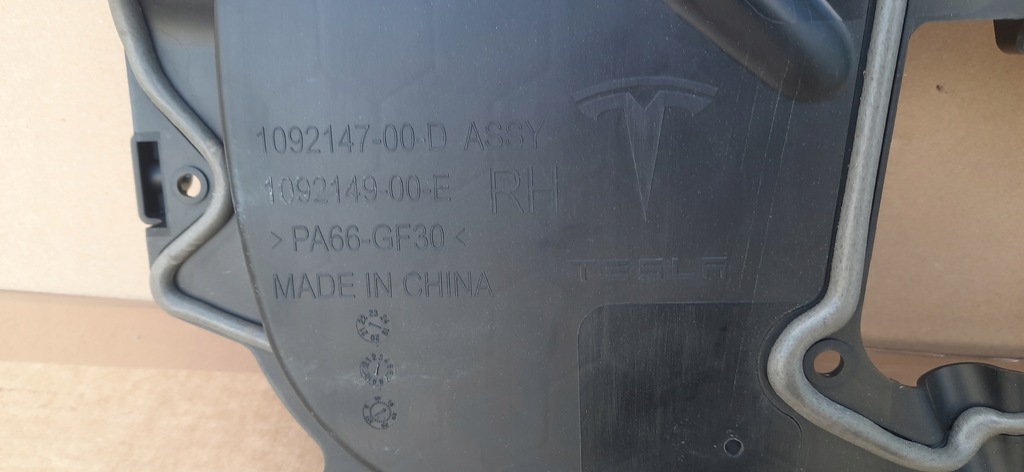 1092147-00-D ASSY
1092149-00-E RH
>PA66-GF30<
MADE IN CHINA
TESLA